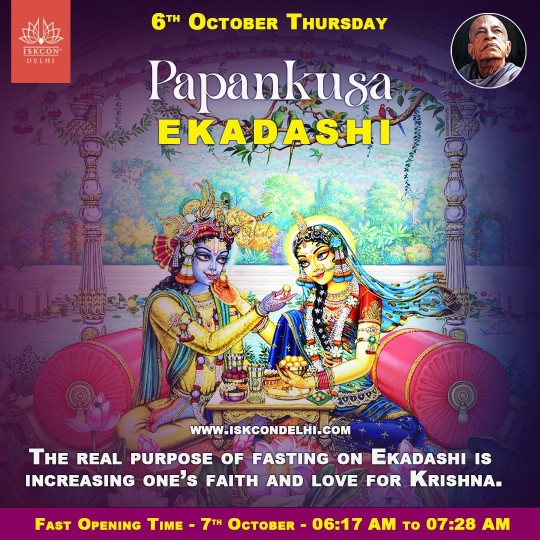 ISKCON®
DELHI
6TH OCTOBER THURSDAY
Papankusa
EKADASHI
WWW.ISKCONDELHI.COM
THE REAL PURPOSE OF FASTING ON EKADASHI IS
INCREASING ONE'S FAITH AND LOVE FOR KRISHNA.
FAST OPENING TIME - 7TH OCTOBER - 06:17 AM TO 07:28 AM